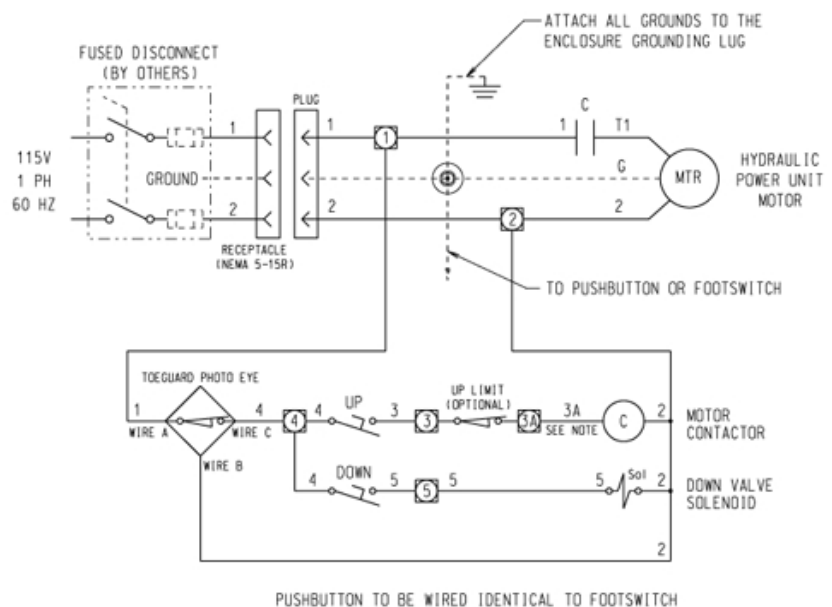 ATTACH ALL GROUNDS TO THE
ENCLOSURE GROUNDING LUG
FUSED DISCONNECT
(BY OTHERS)
PLUG
C
1
1
1
1
T1
115V
1 PH
60 HZ
GROUND
G
MTR
HYDRAULIC
POWER UNIT
MOTOR
2
2
2
2
RECEPTACLE
(NEMA 5-15R)
TO PUSHBUTTON OR FOOTSWITCH
TOEGUARD PHOTO EYE
UP LIMIT
(OPTIONAL)
1
4
4
4
UP
3
3
3A
3A
C
2
MOTOR
CONTACTOR
WIRE A
WIRE C
SEE NOTE
WIRE B
4
DOWN
5
5
5
5
Sol
2
DOWN VALVE
SOLENOID
2
PUSHBUTTON TO BE WIRED IDENTICAL TO FOOTSWITCH